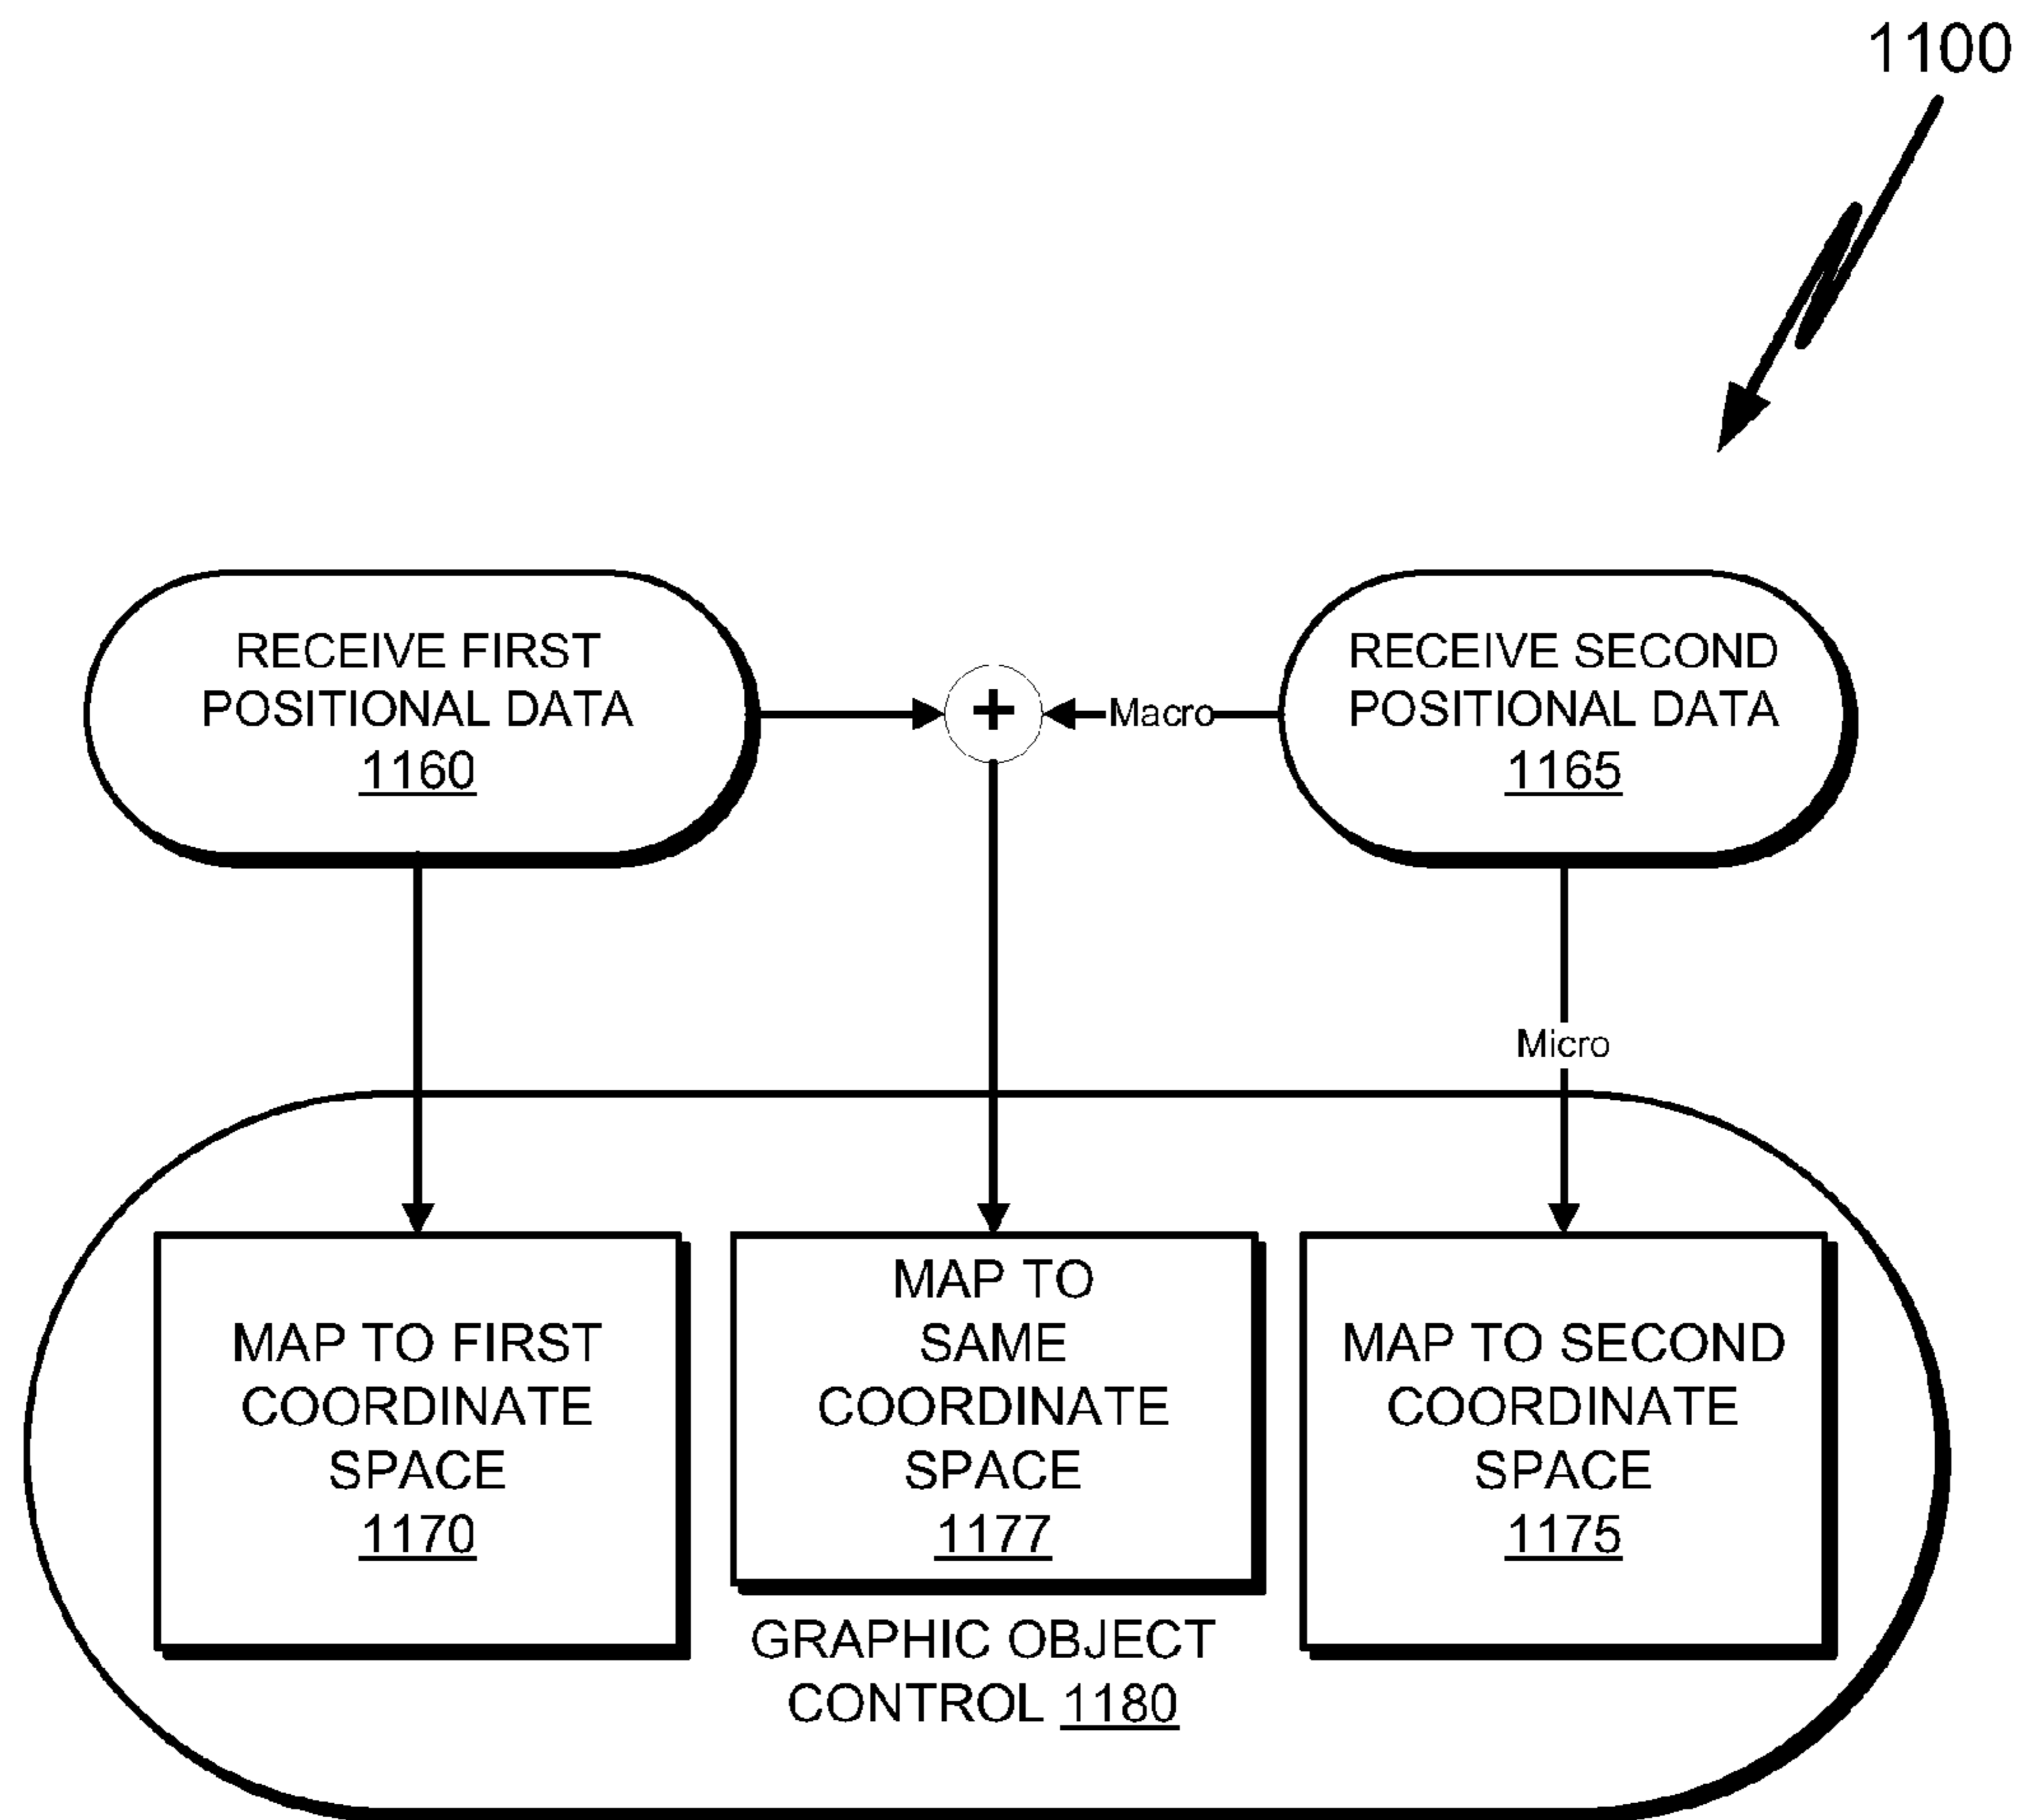 1100
RECEIVE FIRST
POSITIONAL DATA
1160
+
Macro
RECEIVE SECOND
POSITIONAL DATA
1165
Micro
MAP TO FIRST
COORDINATE
SPACE
1170
MAP TO
SAME
COORDINATE
SPACE
1177
MAP TO SECOND
COORDINATE
SPACE
1175
GRAPHIC OBJECT
CONTROL 1180